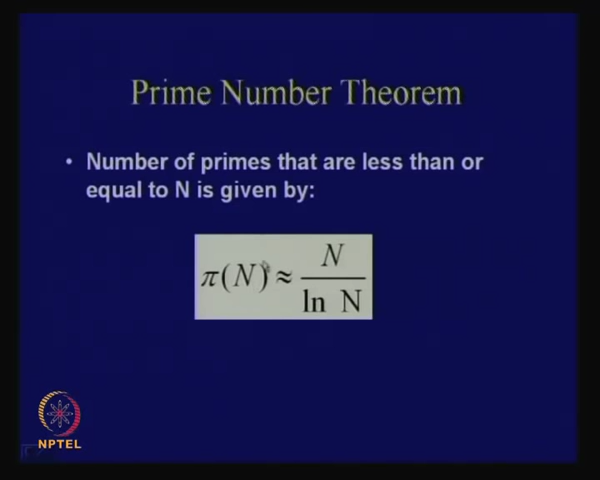 Prime Number Theorem
• Number of primes that are less than or
equal to N is given by:
π(N) ≈ N / ln N
NPTEL